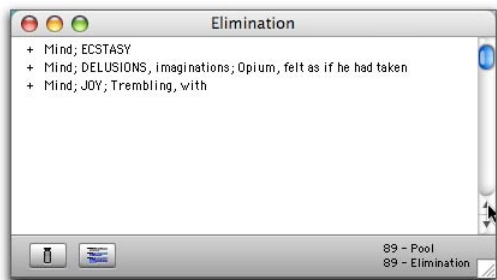 Elimination
+ Mind; ECSTASY
+ Mind; DELUSIONS, imaginations; Opium, felt as if he had taken
+ Mind; JOY; Trembling, with
89 - Pool
89 - Elimination